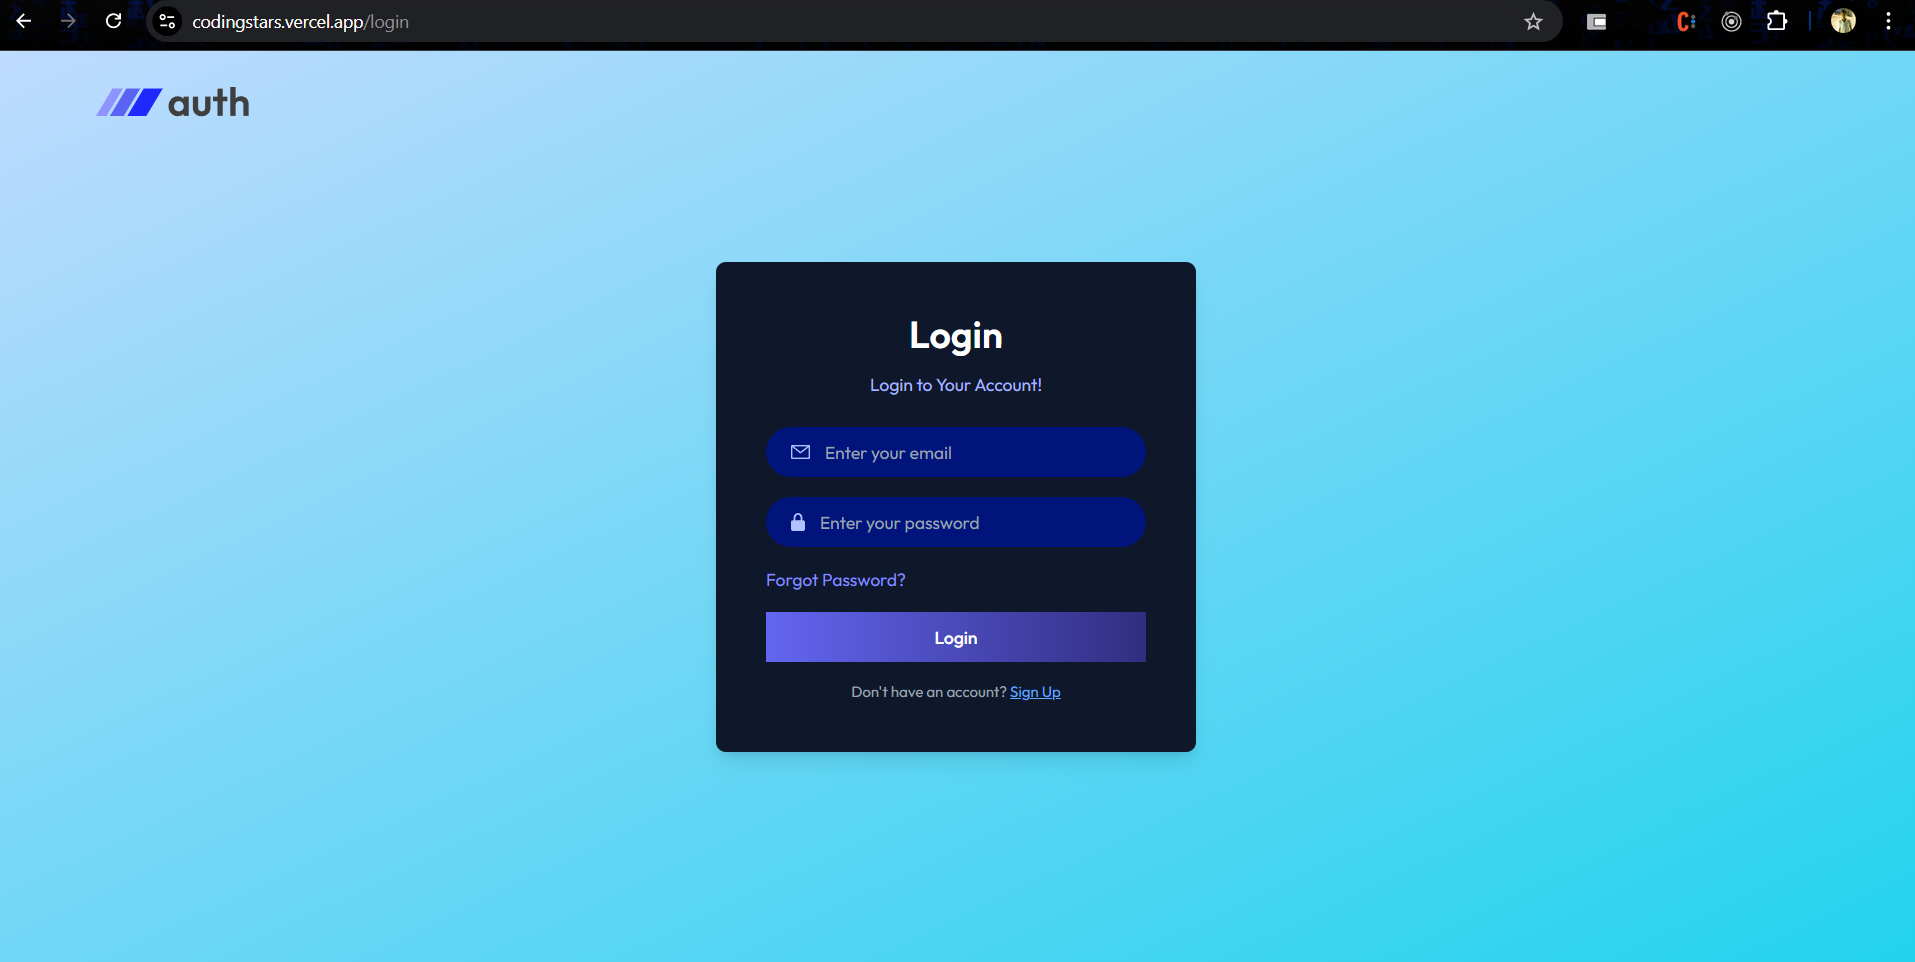 codingstars.vercel.app/login
auth
Login
Login to Your Account!
Enter your email
Enter your password
Forgot Password?
Login
Don't have an account? Sign Up